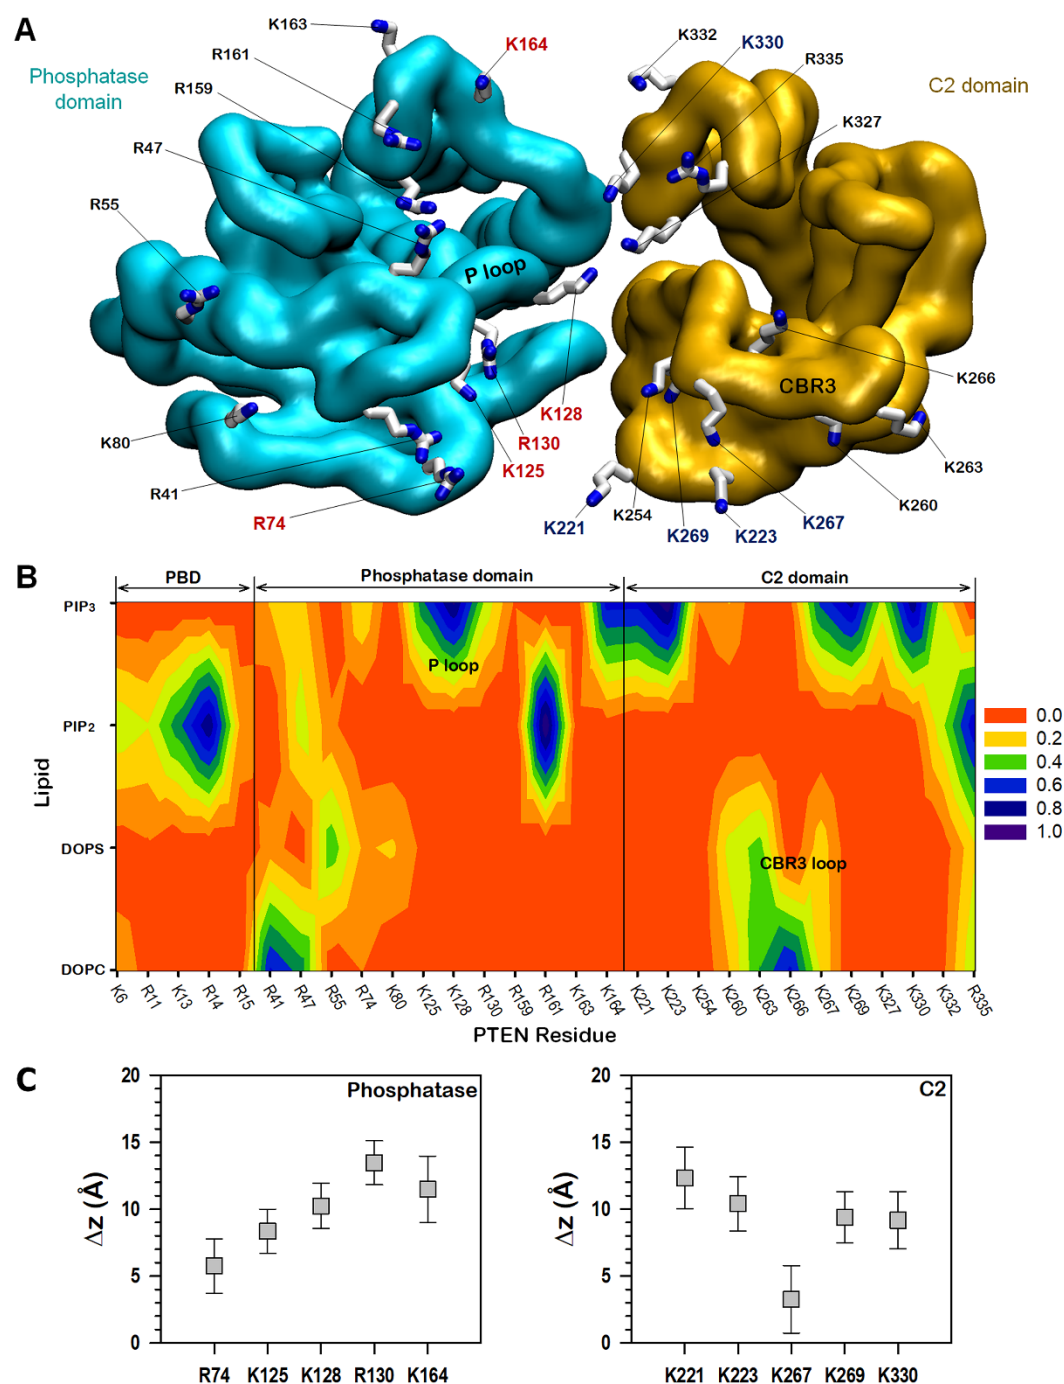 A
Phosphatase
domain
C2 domain
K163
R161
K164
R159
R47
R55
P loop
K80
R41
R74
K128
R130
K125
K332
K330
R335
K327
CBR3
K266
K263
K260
K221
K254
K269
K223
K267
B
PBD
Phosphatase domain
C2 domain
PIP3
PIP2
DOPS
DOPC
Lipid
P loop
CBR3 loop
0.0
0.2
0.4
0.6
0.8
1.0
K6 R11 K13 R14 R15 R41 R47 R55 R74 K80 K125 K128 R130 R159 R161 K163 K164 K221 K223 K254 K260 K263 K266 K267 K269 K327 K330 K332 R335
PTEN Residue
C
Phosphatase
Δz (Å)
20
15
10
5
0
R74 K125 K128 R130 K164
C2
Δz (Å)
20
15
10
5
0
K221 K223 K267 K269 K330